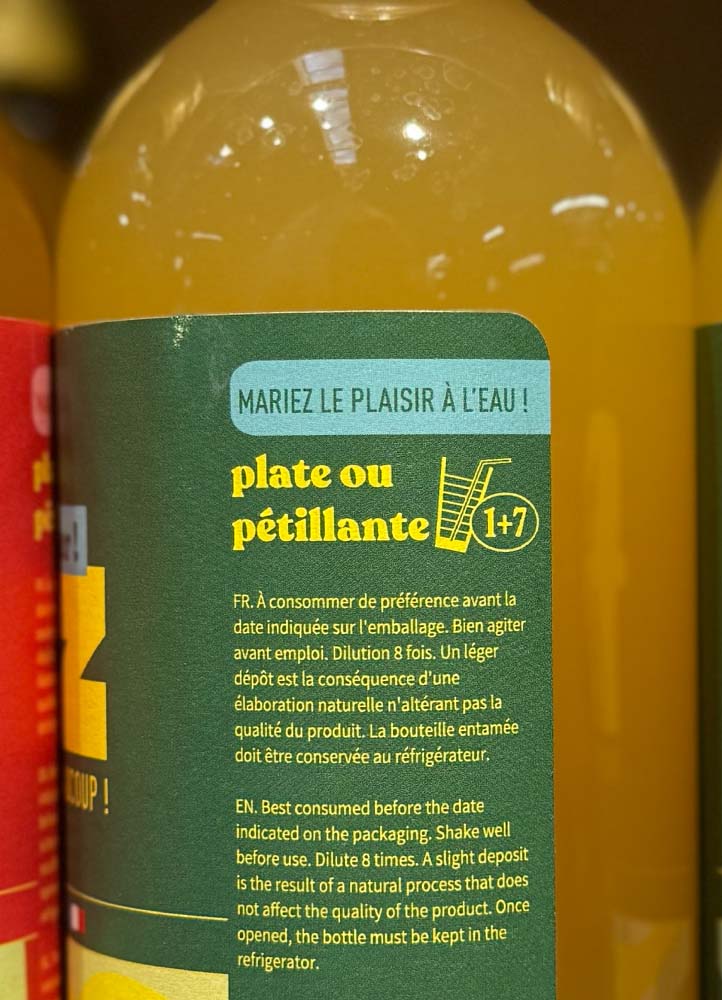 MARIEZ LE PLAISIR À L'EAU !
plate ou
pétillante
1+7
FR. À consommer de préférence avant la
date indiquée sur l'emballage. Bien agiter
avant emploi. Dilution 8 fois. Un léger
dépôt est la conséquence d'une
élaboration naturelle n'altérant pas la
qualité du produit. La bouteille entamée
doit être conservée au réfrigérateur.
EN. Best consumed before the date
indicated on the packaging. Shake well
before use. Dilute 8 times. A slight deposit
is the result of a natural process that does
not affect the quality of the product. Once
opened, the bottle must be kept in the
refrigerator.